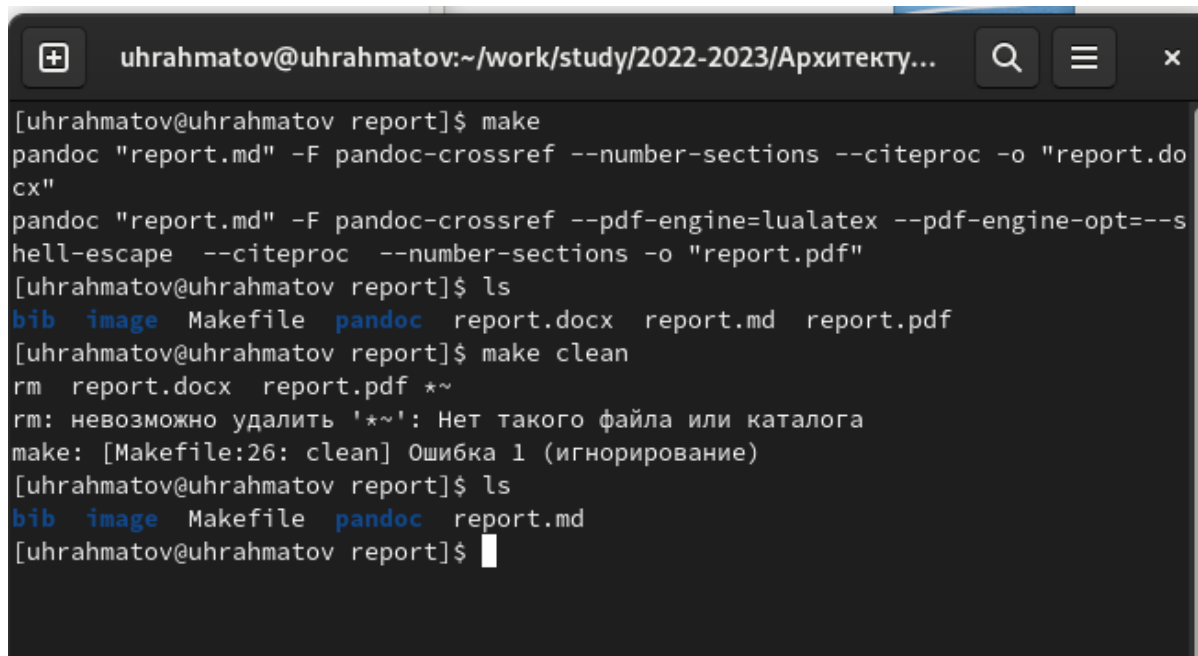 uhrahmatov@uhrahmatov:~/work/study/2022-2023/Архитекту...
[uhrahmatov@uhrahmatov report]$ make
pandoc "report.md" -F pandoc-crossref --number-sections --citeproc -o "report.do
cx"
pandoc "report.md" -F pandoc-crossref --pdf-engine=lualatex --pdf-engine-opt=--s
hell-escape  --citeproc  --number-sections -o "report.pdf"
[uhrahmatov@uhrahmatov report]$ ls
bib  image  Makefile  pandoc  report.docx  report.md  report.pdf
[uhrahmatov@uhrahmatov report]$ make clean
rm  report.docx  report.pdf *~
rm: невозможно удалить '*~': Нет такого файла или каталога
make: [Makefile:26: clean] Ошибка 1 (игнорирование)
[uhrahmatov@uhrahmatov report]$ ls
bib  image  Makefile  pandoc  report.md
[uhrahmatov@uhrahmatov report]$